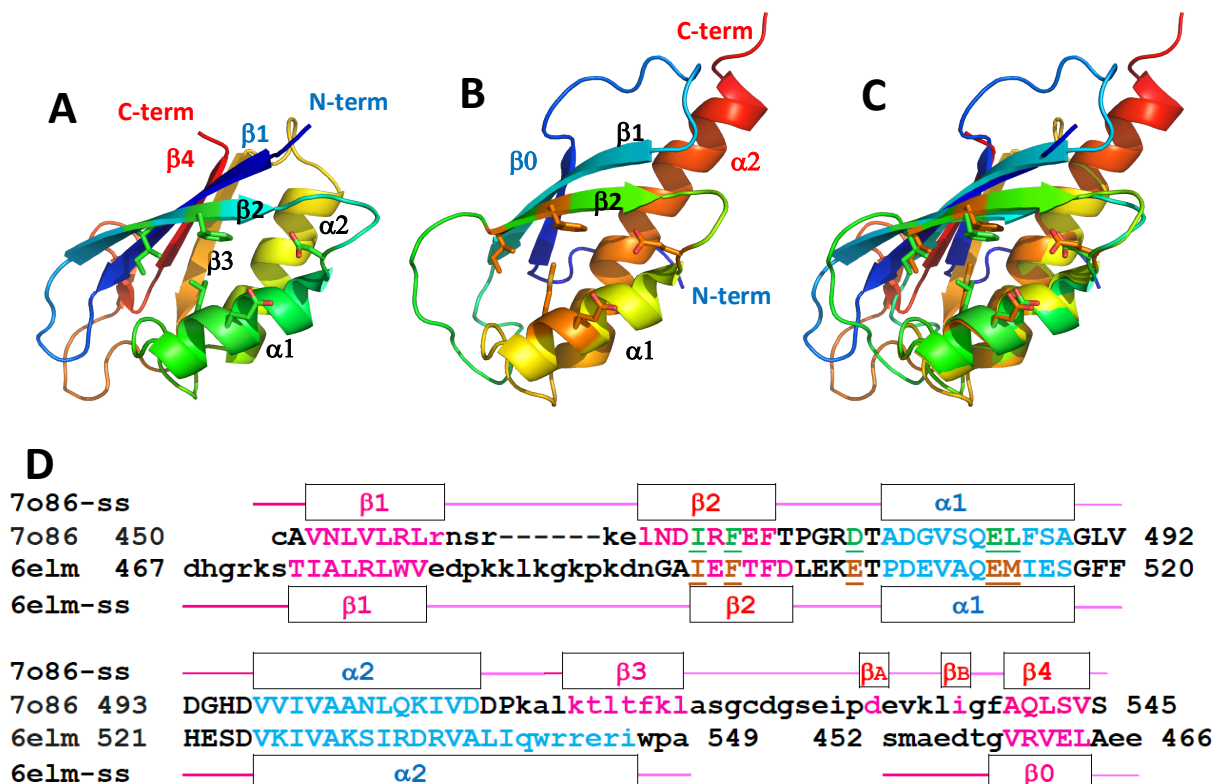 A
C-term
N-term
β1
β4
β2
β3
α2
α1
B
C-term
β0
β1
β2
α2
N-term
α1
C
D
7o86-ss β1 β2 α1
7o86 450 cAVNLVLRLrnsr------kelNDIRFEFTPGRDTADGVSQELFSAGLV 492
6elm 467 dhgrksTIALRLWVedpkklkgkpkdnGAIEFTFDLEKETPDEVAQEMIESGFF 520
6elm-ss β1 β2 α1
7o86-ss α2 β3 βA βB β4
7o86 493 DGHDVVIVAANLQKIVDDPkalktltfklasgcdgseipdevkligfAQLSVS 545
6elm 521 HESDVKIVAKSIRDRVALIqwrreriwpa 549 452 smaedtgVRVELAee 466
6elm-ss α2 β0